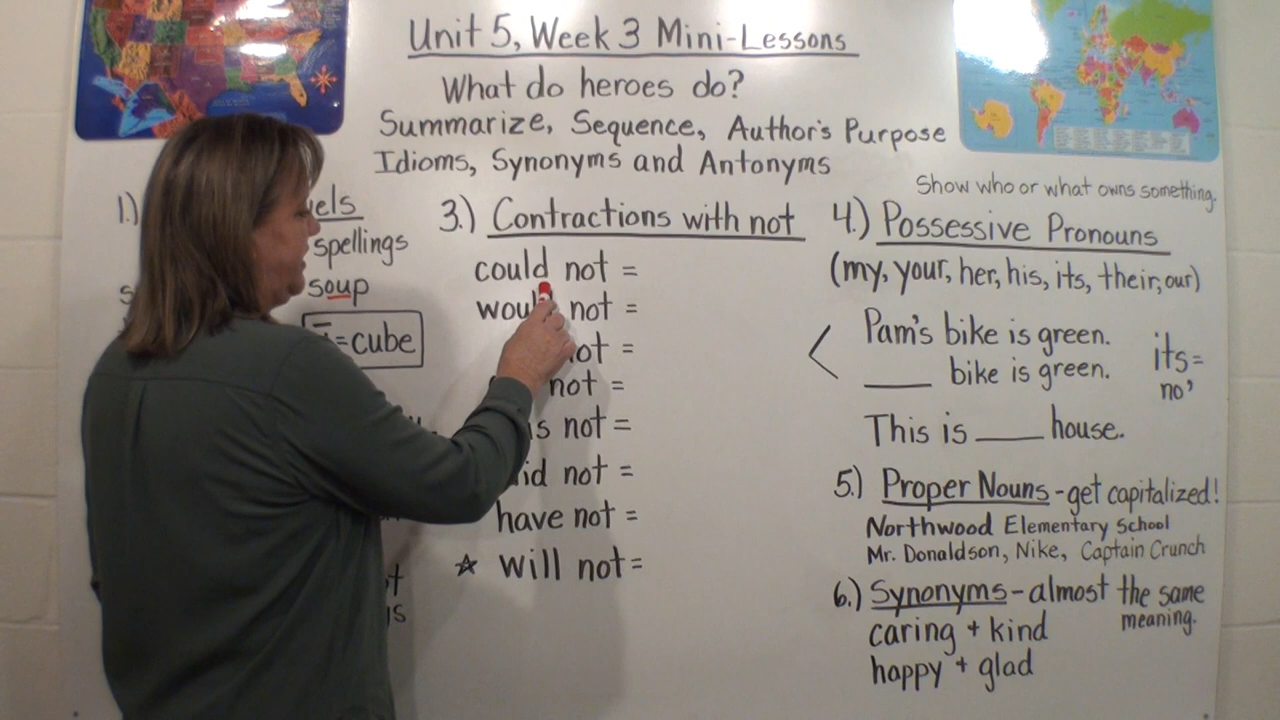 Unit 5, Week 3 Mini-Lessons
What do heroes do?
Summarize, Sequence, Author's Purpose
Idioms, Synonyms and Antonyms
1.)
spellings
soup
=cube
3.) Contractions with not
could not =
would not =
not =
not =
is not =
did not =
have not =
☆ will not =
Show who or what owns something.
4.) Possessive Pronouns
(my, your, her, his, its, their, our)
Pam's bike is green.
____ bike is green.
its =
no '
This is ____ house.
5.) Proper Nouns - get capitalized!
Northwood Elementary School
Mr. Donaldson, Nike, Captain Crunch
6.) Synonyms - almost the same
meaning.
caring + kind
happy + glad